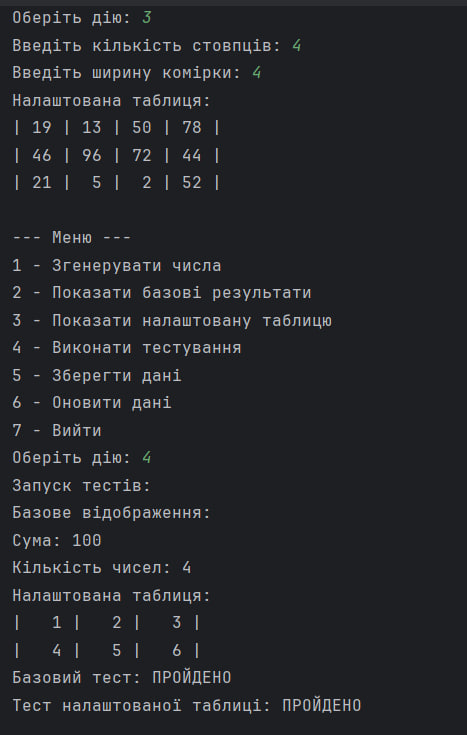 Оберіть дію: 3
Введіть кількість стовпців: 4
Введіть ширину комірки: 4
Налаштована таблиця:
| 19 | 13 | 50 | 78 |
| 46 | 96 | 72 | 44 |
| 21 |  5 |  2 | 52 |

--- Меню ---
1 - Згенерувати числа
2 - Показати базові результати
3 - Показати налаштовану таблицю
4 - Виконати тестування
5 - Зберегти дані
6 - Оновити дані
7 - Вийти
Оберіть дію: 4
Запуск тестів:
Базове відображення:
Сума: 100
Кількість чисел: 4
Налаштована таблиця:
|   1 |   2 |   3 |
|   4 |   5 |   6 |
Базовий тест: ПРОЙДЕНО
Тест налаштованої таблиці: ПРОЙДЕНО